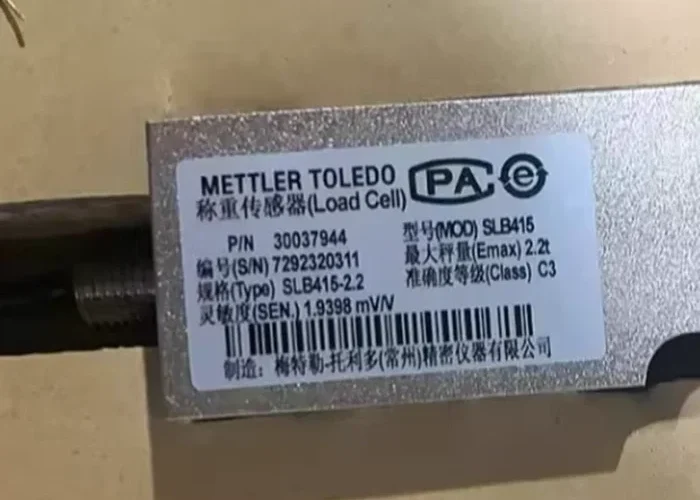 METTLER TOLEDO PA e
称重传感器(Load Cell)
P/N 30037944 型号(MOD) SLB415
编号(S/N) 7292320311 最大秤量(Emax) 2.2t
规格(Type) SLB415-2.2 准确度等级(Class) C3
灵敏度(SEN.) 1.9398 mV/V
制造：梅特勒-托利多(常州)精密仪器有限公司